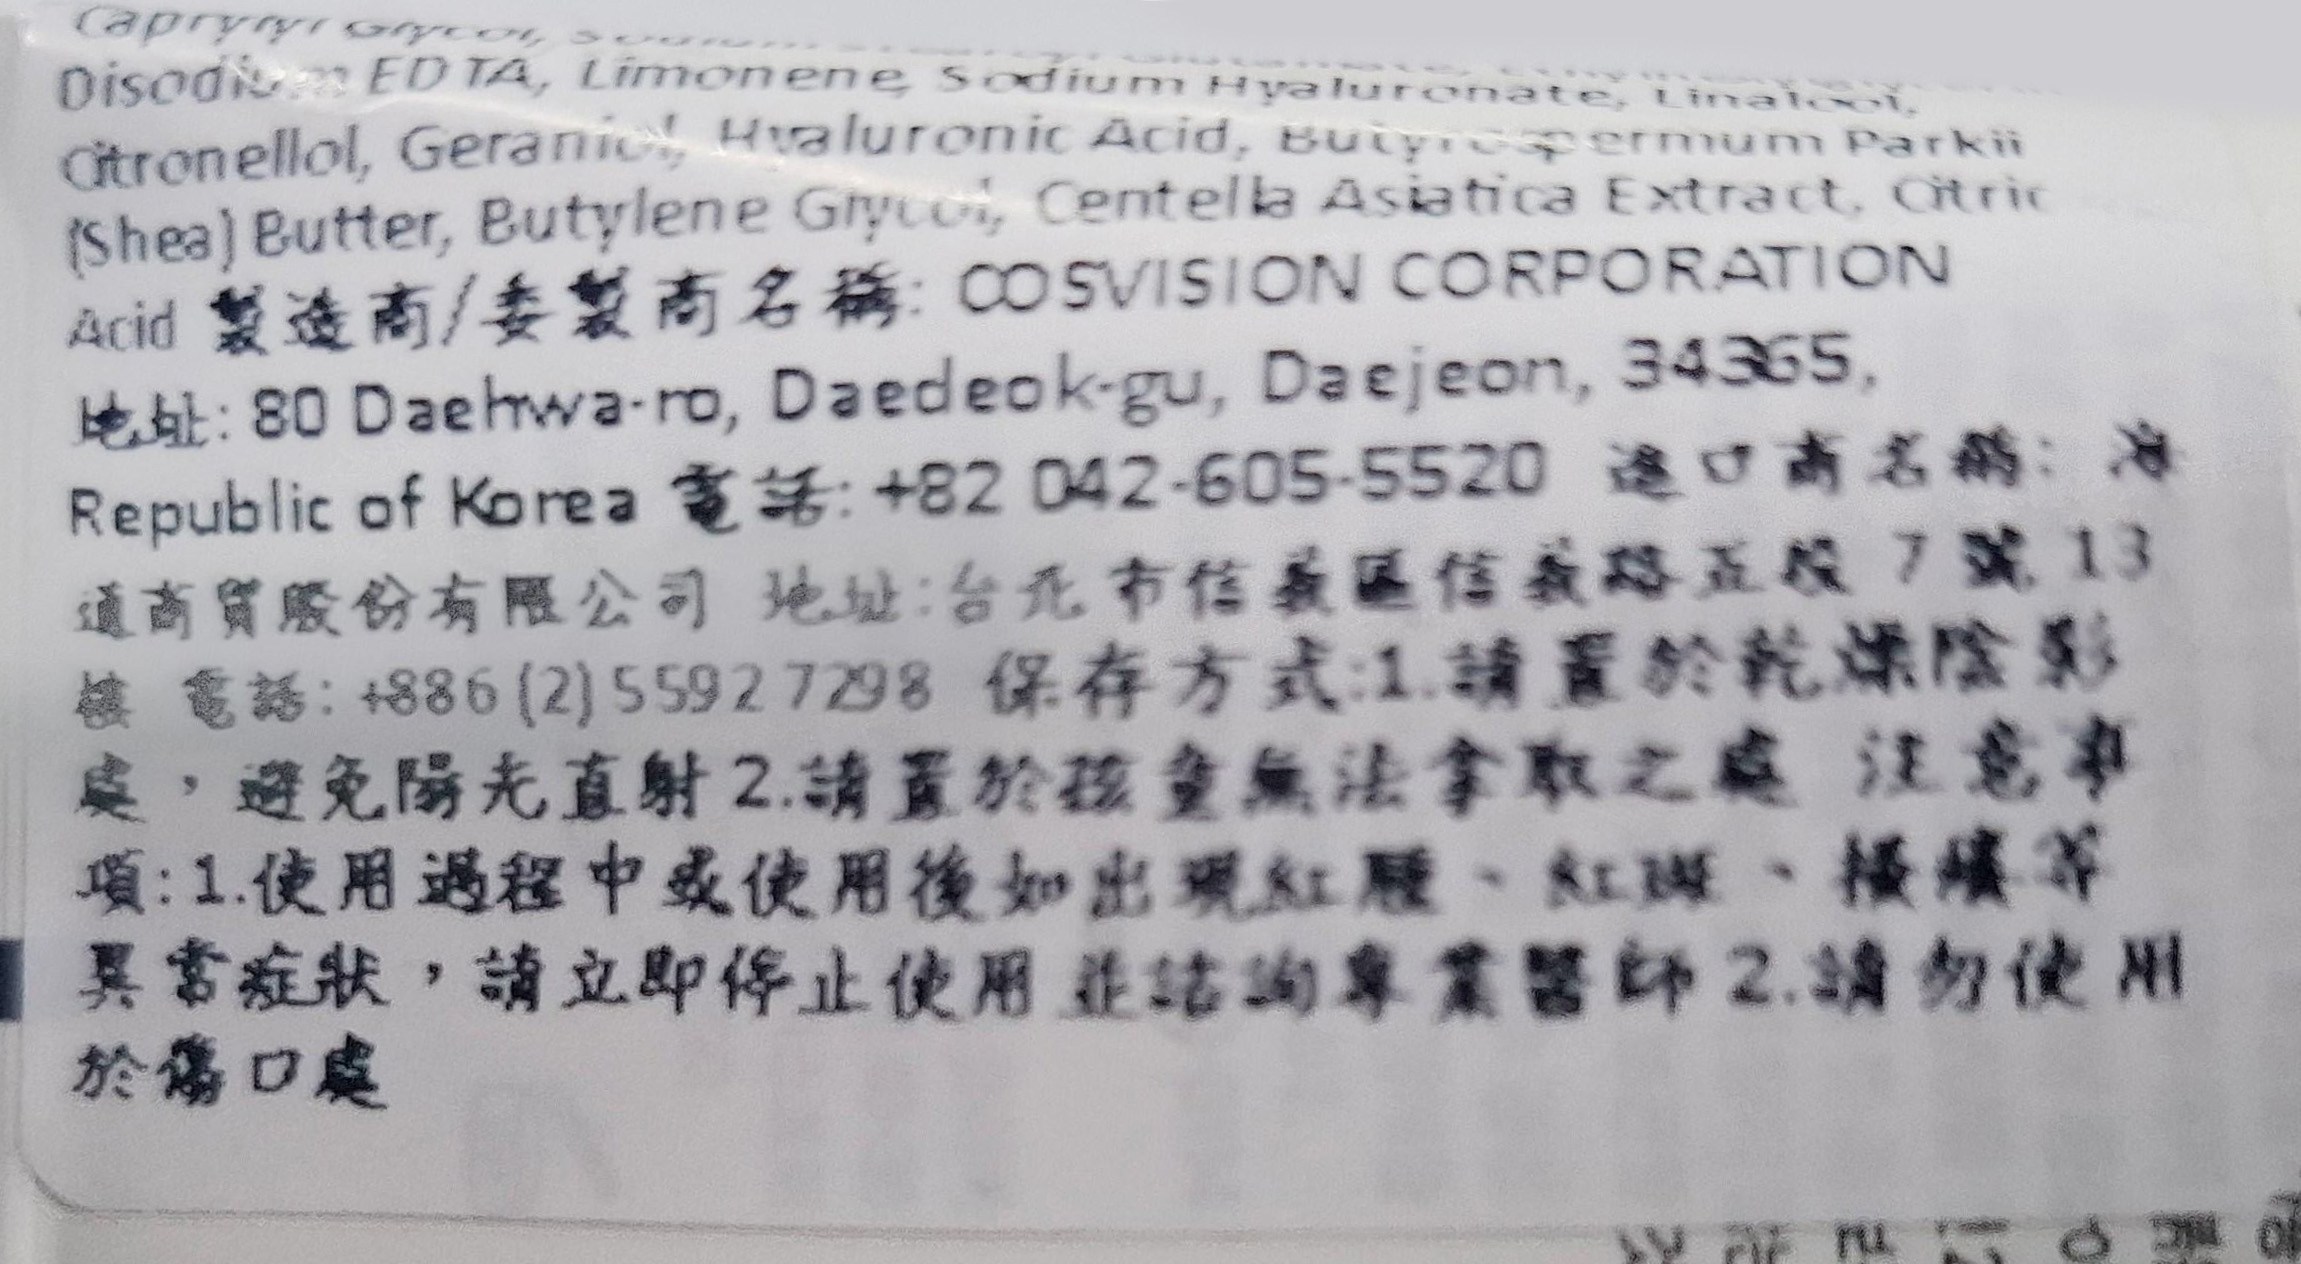 Caprylyl Glycol,
Disodium EDTA, Limonene, Sodium Hyaluronate, Linalool,
Citronellol, Geraniol, Hyaluronic Acid, Butyrospermum Parkii
(Shea) Butter, Butylene Glycol, Centella Asiatica Extract, Citric
Acid 製造商/委製商名稱: COSVISION CORPORATION
地址: 80 Daehwa-ro, Daedeok-gu, Daejeon, 34365,
Republic of Korea 電話: +82 042-605-5520 進口商名稱: 海
道商貿股份有限公司 地址:台北市信義區信義路五段 7 號 13
樓 電話: +886 (2) 5592 7298 保存方式:1.請置於乾燥陰影
處，避免陽光直射 2.請置於孩童無法拿取之處 注意事
項:1.使用過程中或使用後如出現紅腫、紅斑、搔癢等
異常症狀，請立即停止使用並諮詢專業醫師 2.請勿使用
於傷口處